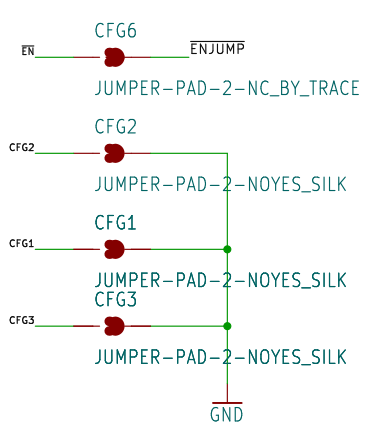 CFG6
EN ENJUMP
JUMPER-PAD-2-NC_BY_TRACE
CFG2
CFG2
JUMPER-PAD-2-NOYES_SILK
CFG1
CFG1
JUMPER-PAD-2-NOYES_SILK
CFG3
CFG3
JUMPER-PAD-2-NOYES_SILK
GND